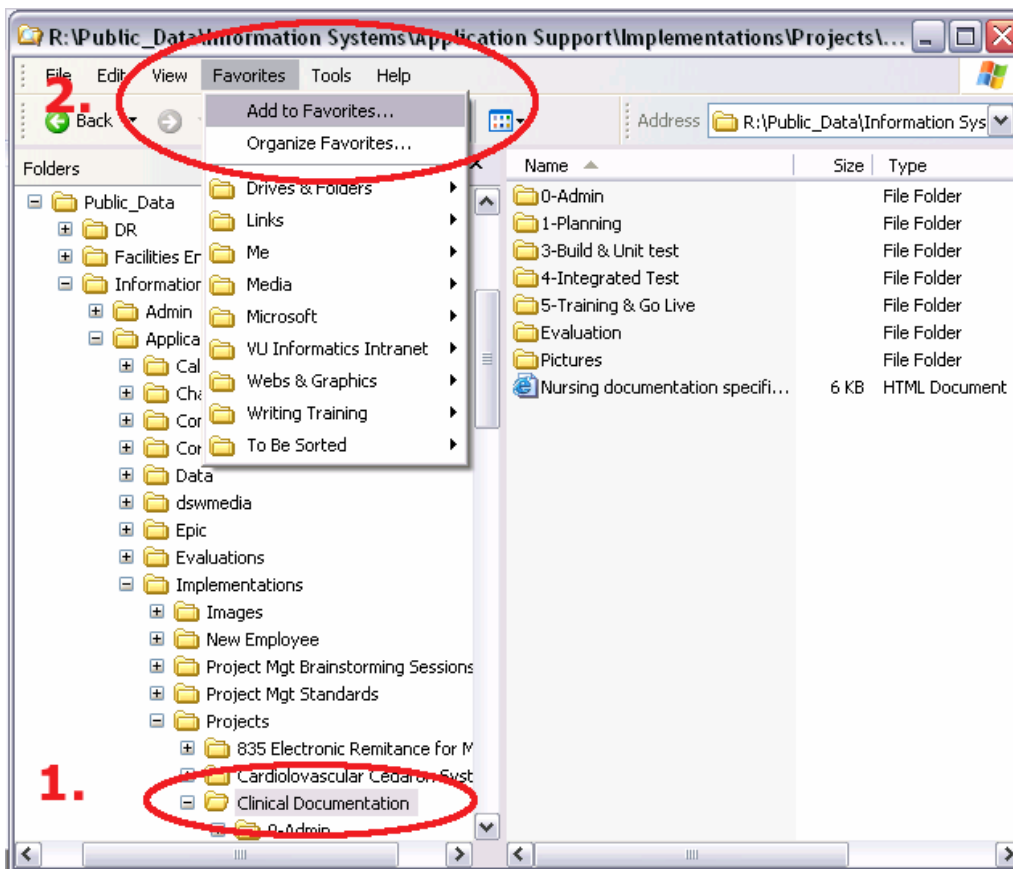 R:\Public_Data\Information Systems\Application Support\Implementations\Projects\...
File Edit View Favorites Tools Help
2.
Back
Address R:\Public_Data\Information Sys
Add to Favorites...
Organize Favorites...
Drives & Folders
Links
Me
Media
Microsoft
VU Informatics Intranet
Webs & Graphics
Writing Training
To Be Sorted
Folders
Public_Data
DR
Facilities
Information
Admin
Data
dswmedia
Epic
Evaluations
Implementations
Images
New Employee
Project Mgt Brainstorming Sessions
Project Mgt Standards
Projects
835 Electronic Remitance for
Cardiolovascular Cedaron Syst
1.
Clinical Documentation
0-Admin
Name Size Type
0-Admin File Folder
1-Planning File Folder
3-Build & Unit test File Folder
4-Integrated Test File Folder
5-Training & Go Live File Folder
Evaluation File Folder
Pictures File Folder
Nursing documentation specifi... 6 KB HTML Document